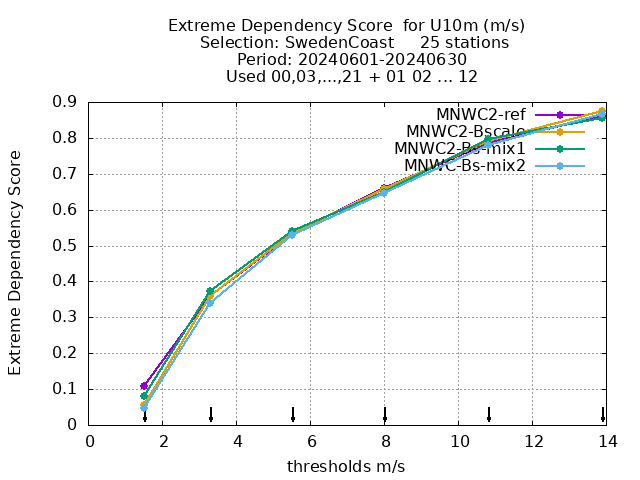 Extreme Dependency Score for U10m (m/s)
Selection: SwedenCoast 25 stations
Period: 20240601-20240630
Used 00,03,...,21 + 01 02 ... 12
Extreme Dependency Score
0.9
0.8
0.7
0.6
0.5
0.4
0.3
0.2
0.1
0
MNWC2-ref
MNWC2-Bscale
MNWC2-Bs-mix1
MNWC-Bs-mix2
0 2 4 6 8 10 12 14
thresholds m/s